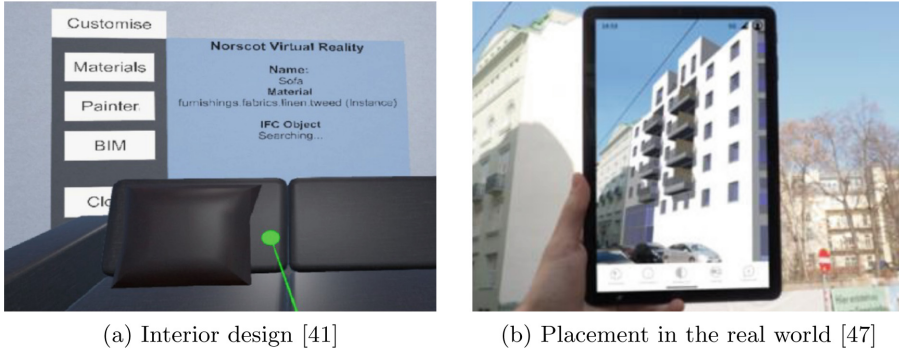 Customise
Materials
Painter
BIM
Clo
Norscot Virtual Reality
Name:
Sofa
Material
furnishings.fabrics.linen.tweed (Instance)
IFC Object
Searching...
(a) Interior design [41]
(b) Placement in the real world [47]